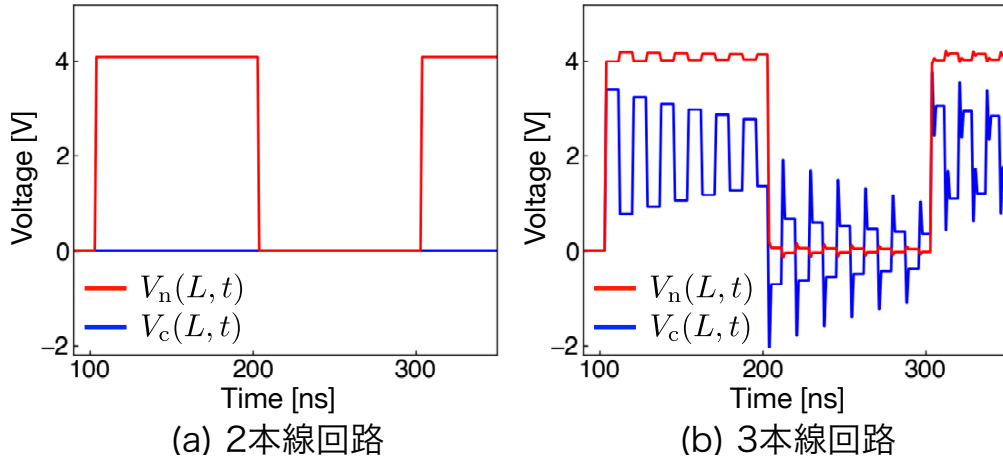 4
2
0
−2
Voltage [V]
100
200
300
Time [ns]
Vn(L, t)
Vc(L, t)
(a) 2本線回路
4
2
0
−2
Voltage [V]
100
200
300
Time [ns]
Vn(L, t)
Vc(L, t)
(b) 3本線回路